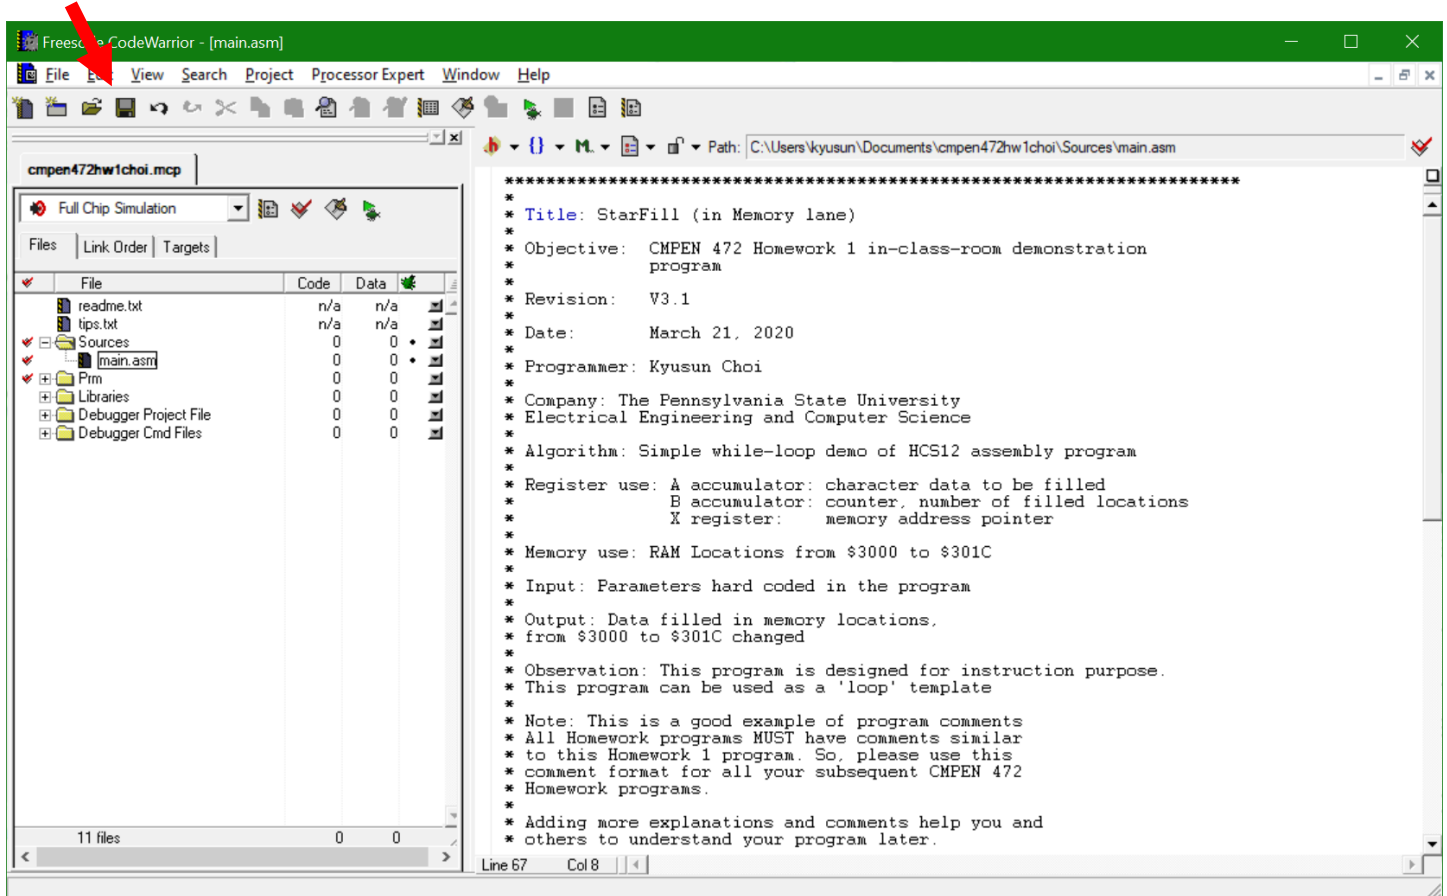 Freescale CodeWarrior - [main.asm]
File Edit View Search Project Processor Expert Window Help
Path: C:\Users\kyusun\Documents\cmpen472hw1choi\Sources\main.asm
cmpen472hw1choi.mcp
Full Chip Simulation
Files Link Order Targets
File Code Data
readme.txt n/a n/a
tips.txt n/a n/a
Sources 0 0
main.asm 0 0
Prm 0 0
Libraries 0 0
Debugger Project File 0 0
Debugger Cmd Files 0 0
11 files 0 0
***********************************************************************
*
* Title: StarFill (in Memory lane)
*
* Objective: CMPEN 472 Homework 1 in-class-room demonstration
* program
*
* Revision: V3.1
*
* Date: March 21, 2020
*
* Programmer: Kyusun Choi
*
* Company: The Pennsylvania State University
* Electrical Engineering and Computer Science
*
* Algorithm: Simple while-loop demo of HCS12 assembly program
*
* Register use: A accumulator: character data to be filled
* B accumulator: counter, number of filled locations
* X register: memory address pointer
*
* Memory use: RAM Locations from $3000 to $301C
*
* Input: Parameters hard coded in the program
*
* Output: Data filled in memory locations,
* from $3000 to $301C changed
*
* Observation: This program is designed for instruction purpose.
* This program can be used as a 'loop' template
*
* Note: This is a good example of program comments
* All Homework programs MUST have comments similar
* to this Homework 1 program. So, please use this
* comment format for all your subsequent CMPEN 472
* Homework programs.
*
* Adding more explanations and comments help you and
* others to understand your program later.
Line 67 Col 8